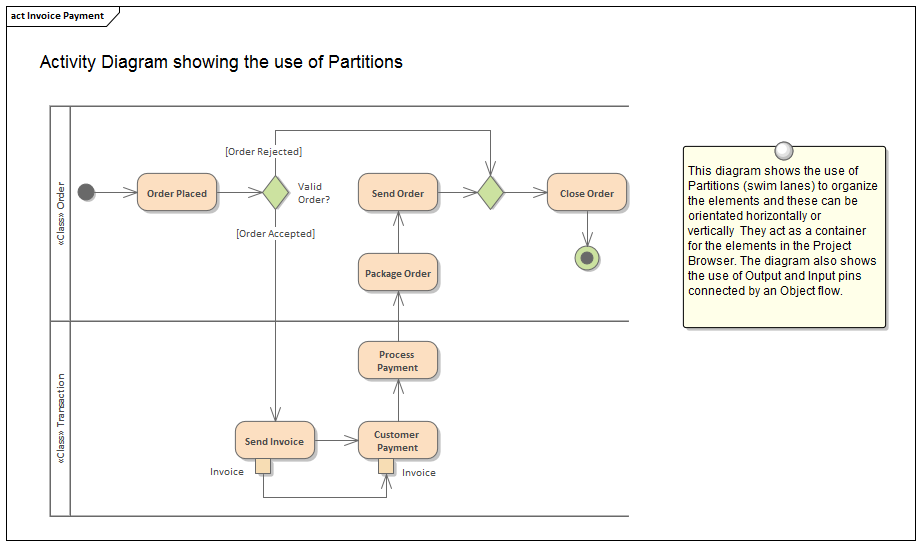 act Invoice Payment
Activity Diagram showing the use of Partitions
«Class» Order
[Order Rejected]
Order Placed
Valid
Order?
Send Order
Close Order
[Order Accepted]
Package Order
«Class» Transaction
Process
Payment
Send Invoice
Customer
Payment
Invoice
Invoice
This diagram shows the use of
Partitions (swim lanes) to organize
the elements and these can be
orientated horizontally or
vertically  They act as a container
for the elements in the Project
Browser. The diagram also shows
the use of Output and Input pins
connected by an Object flow.